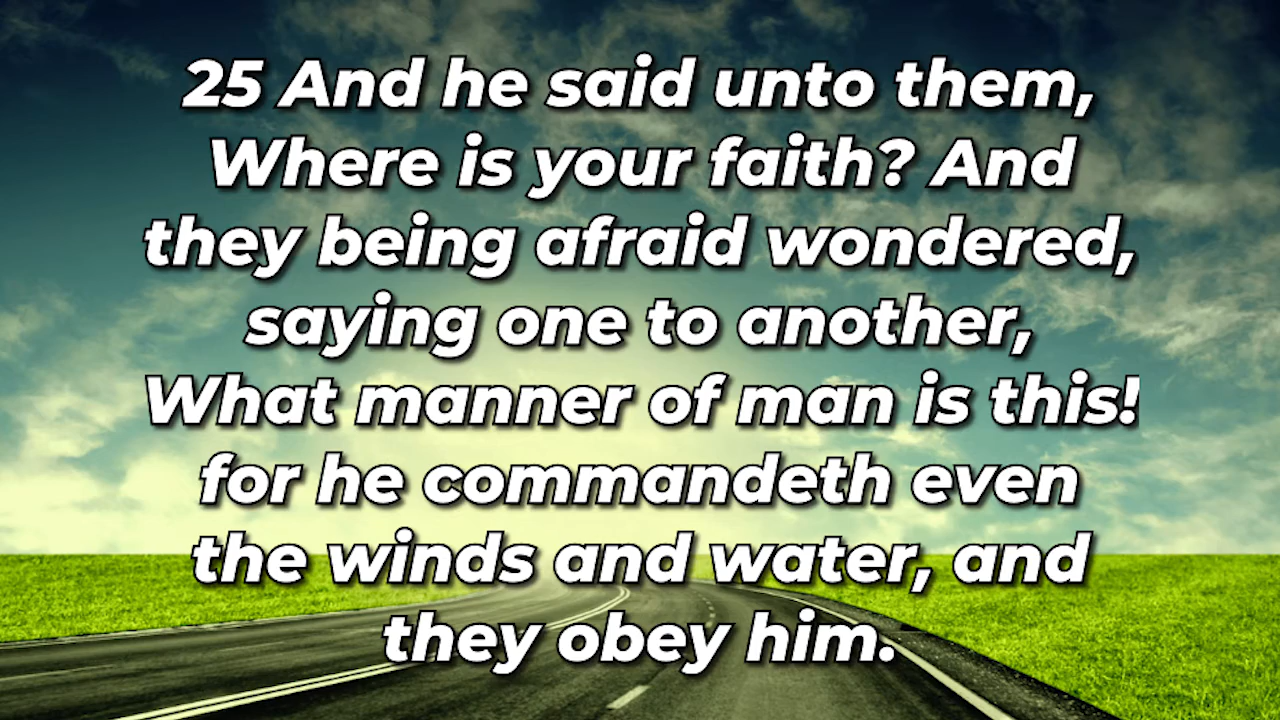 25 And he said unto them,
Where is your faith? And
they being afraid wondered,
saying one to another,
What manner of man is this!
for he commandeth even
the winds and water, and
they obey him.